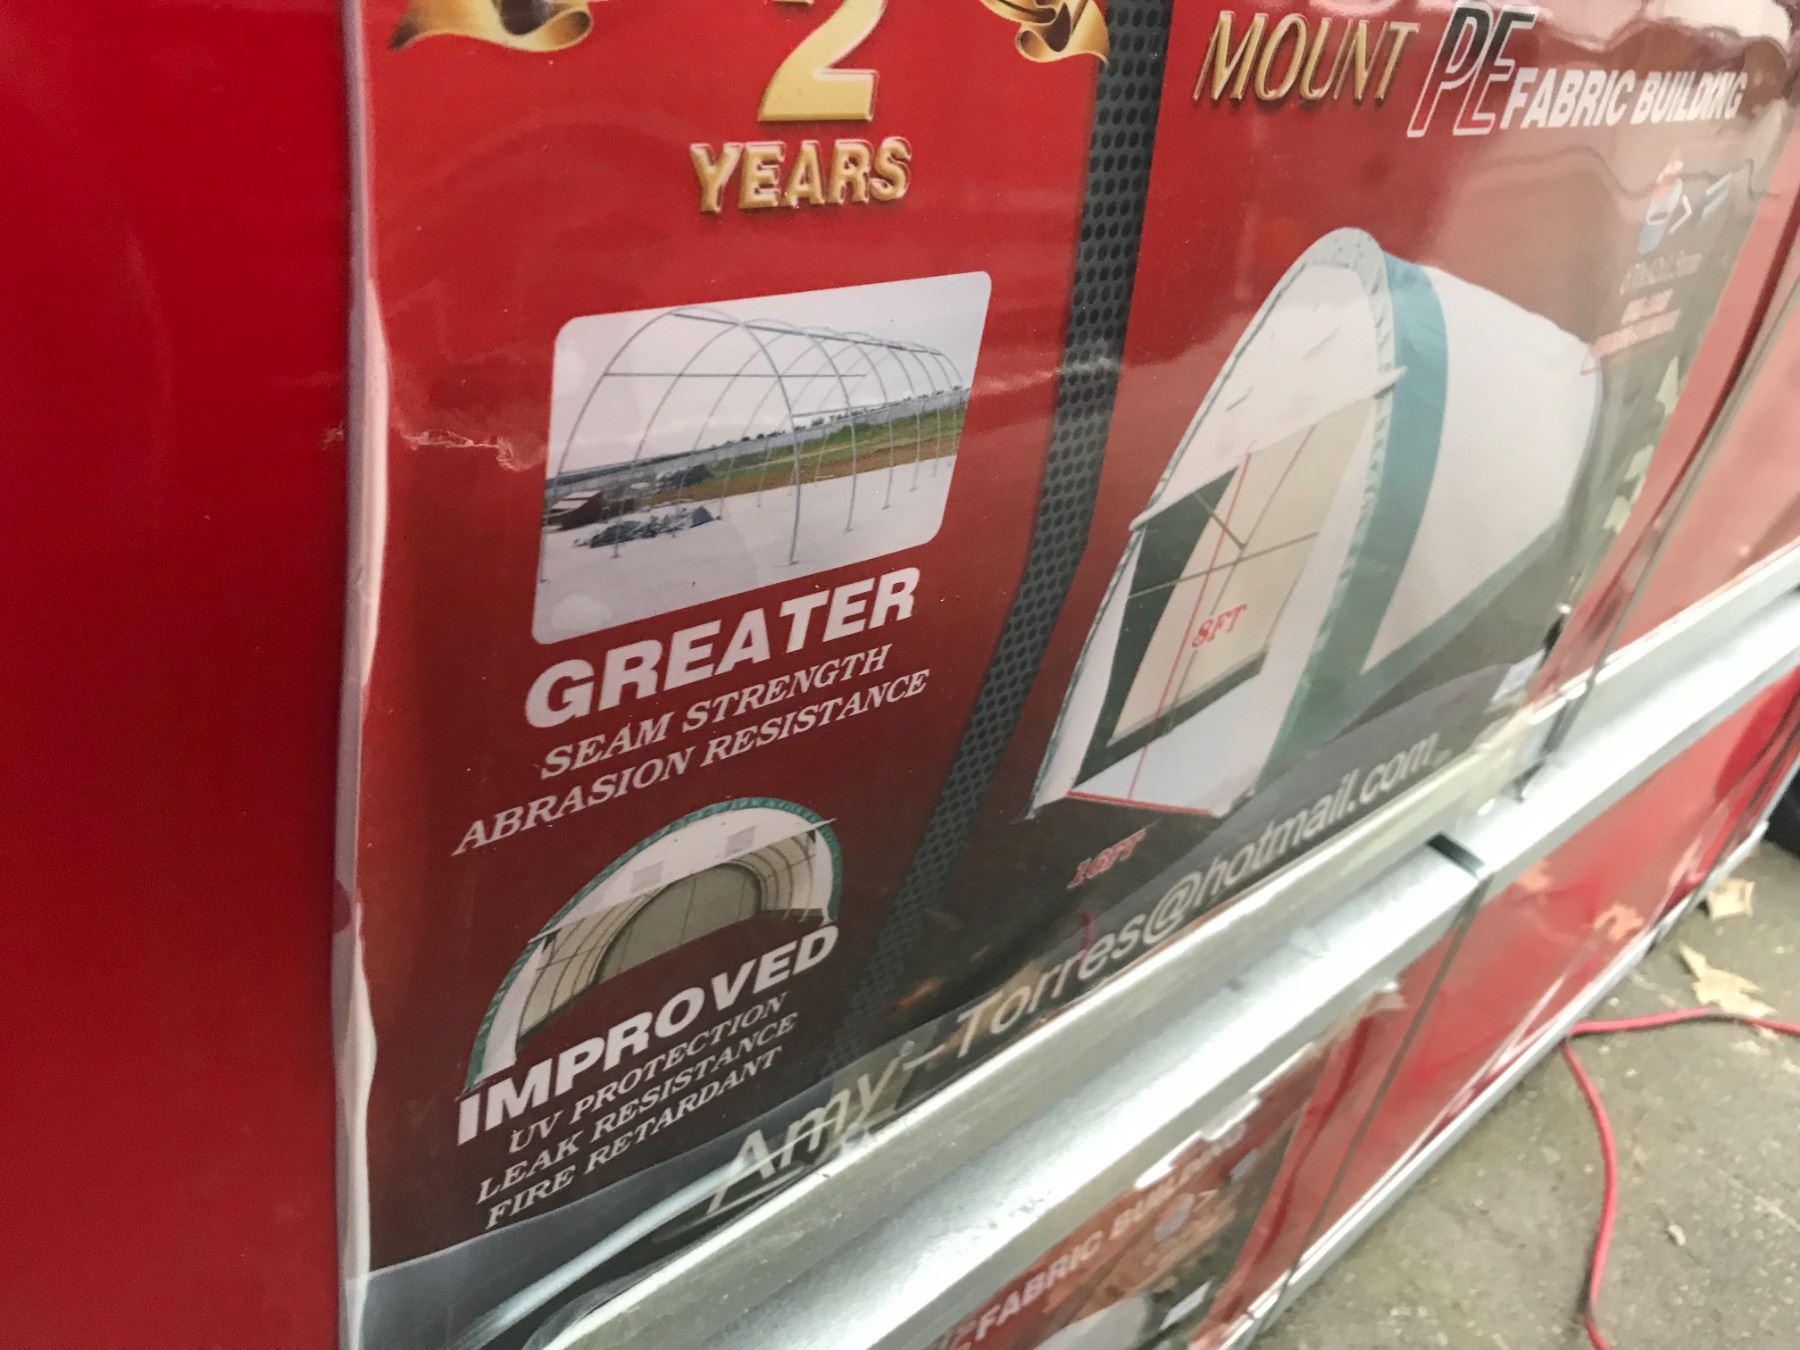 2
YEARS
GREATER
SEAM STRENGTH
ABRASION RESISTANCE
IMPROVED
UV PROTECTION
LEAK RESISTANCE
FIRE RETARDANT
MOUNT PE FABRIC BUILDING
8FT
Amy-Torres@hotmail.com
FABRIC BUILDING